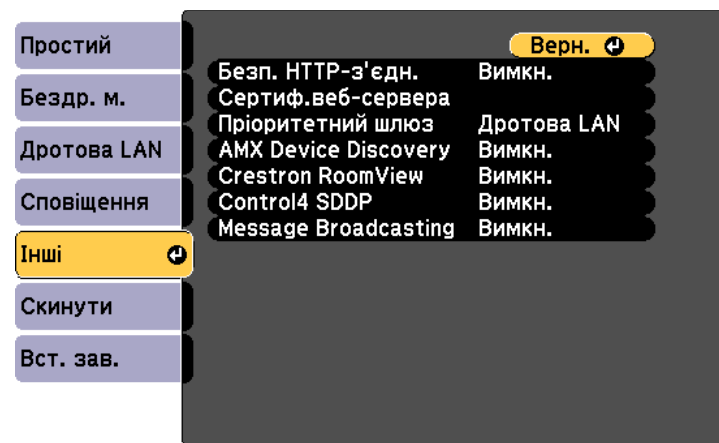 Простий
Бездр. м.
Дротова LAN
Сповіщення
Інші
Скинути
Вст. зав.
Верн.
Безп. HTTP-з'єдн. Вимкн.
Сертиф.веб-сервера
Пріоритетний шлюз Дротова LAN
AMX Device Discovery Вимкн.
Crestron RoomView Вимкн.
Control4 SDDP Вимкн.
Message Broadcasting Вимкн.